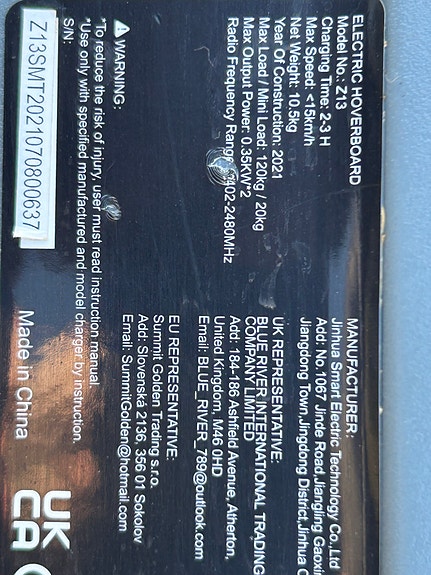 ELECTRIC HOVERBOARD
Model No.: Z13
Charging Time: 2-3 H
Max Speed: <15km/h
Net Weight: 10.5kg
Year Of Construction: 2021
Max Load / Mini Load: 120kg / 20kg
Max Output Power: 0.35KW*2
Radio Frequency Range: 2402-2480MHz
WARNING:
*To reduce the risk of injury, user must read instruction manual.
*Use only with specified manufactured and model charger by instruction.
S/N:
Z13SMT2021070800637
MANUFACTURER:
Jinhua Smart Electric Technology Co.,Ltd
Add: No.1067 Jinde Road,Jiangling Gaoxi
Jiangdong Town,Jingdong District,Jinhua C
UK REPRESENTATIVE:
BLUE RIVER INTERNATIONAL TRADING
COMPANY LIMITED
Add: 184-186 Ashfield Avenue, Atherton,
United Kingdom, M46 0HD
Email: BLUE_RIVER_789@outlook.com
EU REPRESENTATIVE:
Summit Golden Trading s.r.o.
Add: Slovenská 2136, 356 01 Sokolov
Email: SummitGolden@hotmail.com
Made in China
UK
CA